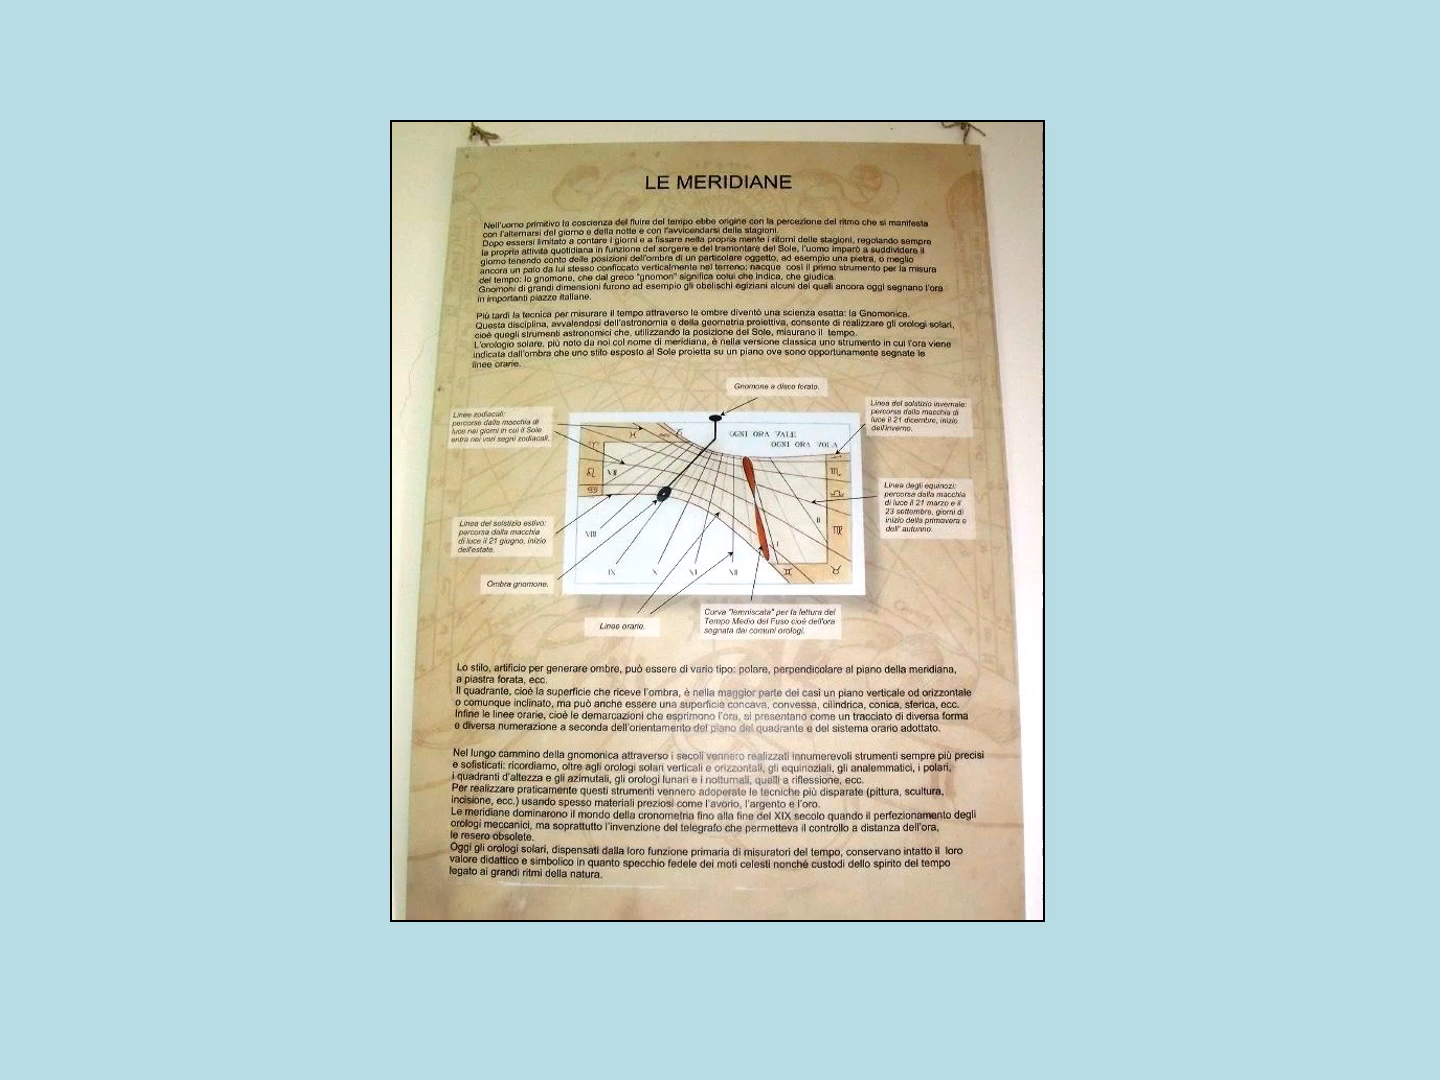 LE MERIDIANE
Nell'uomo primitivo la coscienza del fluire del tempo ebbe origine con la percezione del ritmo che si manifesta
con l'alternarsi del giorno e della notte e con l'avvicendarsi delle stagioni.
Dopo essersi limitato a contare i giorni e a fissare nella propria mente i ritorni delle stagioni, regolando sempre
la propria attività quotidiana in funzione del sorgere e del tramontare del Sole, l'uomo imparò a suddividere il
giorno tenendo conto delle posizioni dell'ombra di un particolare oggetto, ad esempio una pietra, o meglio
ancora un palo da lui stesso conficcato verticalmente nel terreno; nacque così il primo strumento per la misura
del tempo: lo gnomone, che dal greco "gnomon" significa colui che indica, che giudica.
Gnomoni di grandi dimensioni furono ad esempio gli obelischi egiziani alcuni dei quali ancora oggi segnano l'ora
in importanti piazze italiane.
Più tardi la tecnica per misurare il tempo attraverso le ombre diventò una scienza esatta: la Gnomonica.
Questa disciplina, avvalendosi dell'astronomia e della geometria proiettiva, consente di realizzare gli orologi solari,
cioè quegli strumenti astronomici che, utilizzando la posizione del Sole, misurano il tempo.
L'orologio solare, più noto da noi col nome di meridiana, è nella versione classica uno strumento in cui l'ora viene
indicata dall'ombra che uno stilo esposto al Sole proietta su un piano ove sono opportunamente segnate le
linee orarie.
Gnomone a disco forato.
Linee zodiacali:
percorse dalla macchia di
luce nei giorni in cui il Sole
entra nei vari segni zodiacali.
Linea del solstizio invernale:
percorsa dalla macchia di
luce il 21 dicembre, inizio
dell'inverno.
OGNI ORA VALE
OGNI ORA VOLA
VII
Linea degli equinozi:
percorsa dalla macchia
di luce il 21 marzo e il
23 settembre, giorni di
inizio della primavera e
dell' autunno.
Linea del solstizio estivo:
percorsa dalla macchia
di luce il 21 giugno, inizio
dell'estate.
II
VIII
I
IX X XI XII
Ombra gnomone.
Linee orarie.
Curva "lemniscata" per la lettura del
Tempo Medio del Fuso cioè dell'ora
segnata dai comuni orologi.
Lo stilo, artificio per generare ombre, può essere di vario tipo: polare, perpendicolare al piano della meridiana,
a piastra forata, ecc.
Il quadrante, cioè la superficie che riceve l'ombra, è nella maggior parte dei casi un piano verticale od orizzontale
o comunque inclinato, ma può anche essere una superficie concava, convessa, cilindrica, conica, sferica, ecc.
Infine le linee orarie, cioè le demarcazioni che esprimono l'ora, si presentano come un tracciato di diversa forma
e diversa numerazione a seconda dell'orientamento del piano del quadrante e del sistema orario adottato.
Nel lungo cammino della gnomonica attraverso i secoli vennero realizzati innumerevoli strumenti sempre più precisi
e sofisticati: ricordiamo, oltre agli orologi solari verticali e orizzontali, gli equinoziali, gli analemmatici, i polari,
i quadranti d'altezza e gli azimutali, gli orologi lunari e i notturnali, quelli a riflessione, ecc.
Per realizzare praticamente questi strumenti vennero adoperate le tecniche più disparate (pittura, scultura,
incisione, ecc.) usando spesso materiali preziosi come l'avorio, l'argento e l'oro.
Le meridiane dominarono il mondo della cronometria fino alla fine del XIX secolo quando il perfezionamento degli
orologi meccanici, ma soprattutto l'invenzione del telegrafo che permetteva il controllo a distanza dell'ora,
le resero obsolete.
Oggi gli orologi solari, dispensati dalla loro funzione primaria di misuratori del tempo, conservano intatto il loro
valore didattico e simbolico in quanto specchio fedele dei moti celesti nonché custodi dello spirito del tempo
legato ai grandi ritmi della natura.